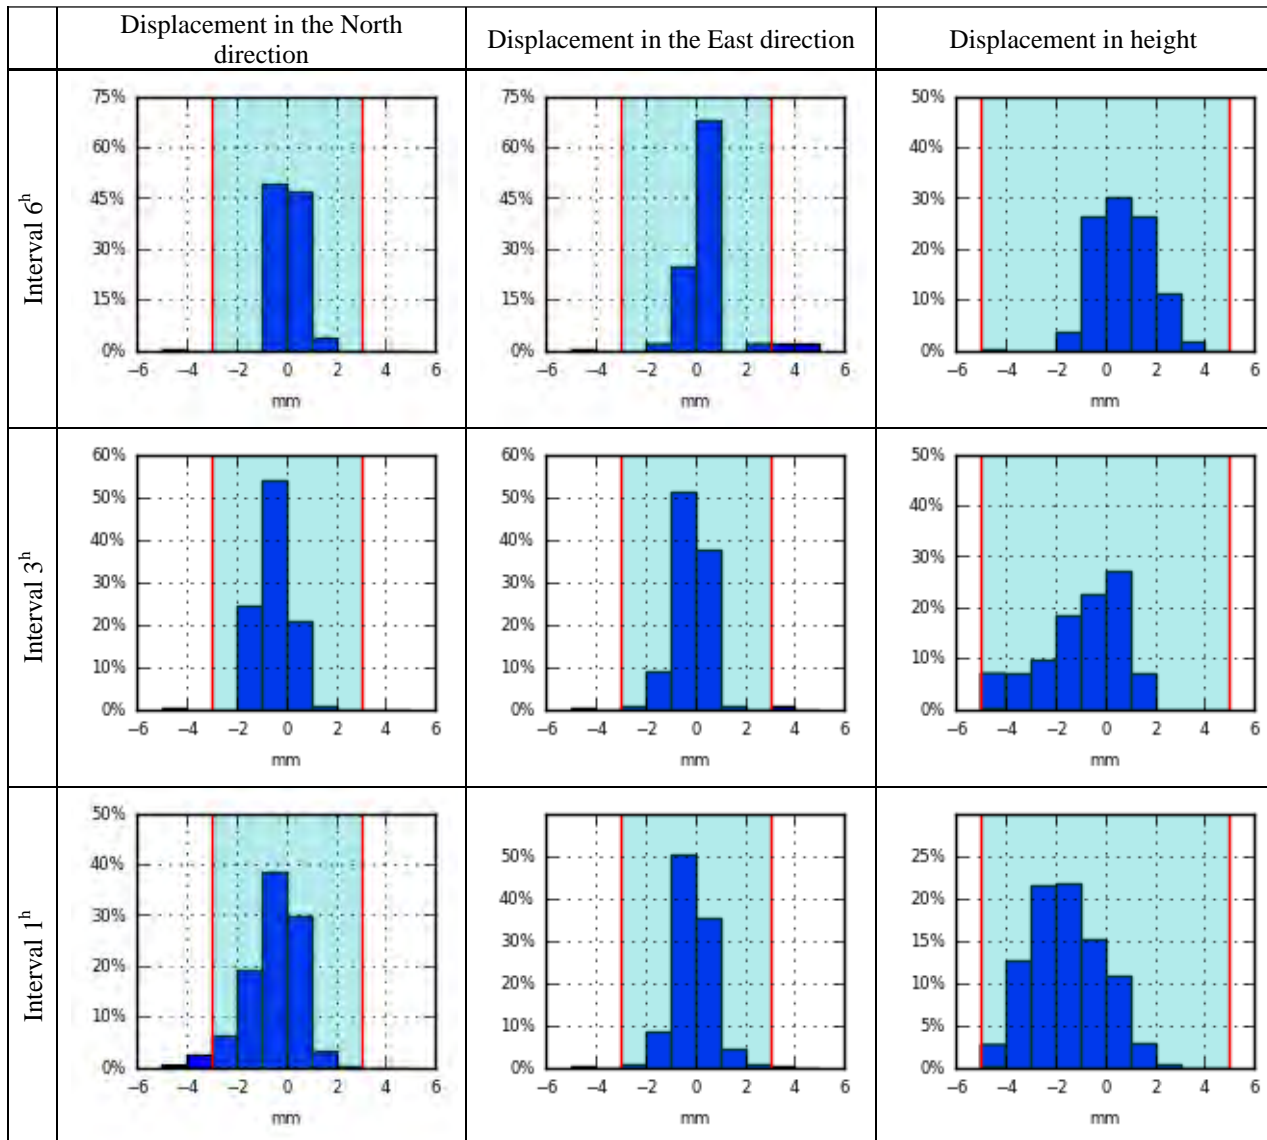 Displacement in the North
direction
Displacement in the East direction
Displacement in height
Interval 6h
75%
60%
45%
30%
15%
0%
−6 −4 −2 0 2 4 6
mm
75%
60%
45%
30%
15%
0%
−6 −4 −2 0 2 4 6
mm
50%
40%
30%
20%
10%
0%
−6 −4 −2 0 2 4 6
mm
Interval 3h
60%
50%
40%
30%
20%
10%
0%
−6 −4 −2 0 2 4 6
mm
60%
50%
40%
30%
20%
10%
0%
−6 −4 −2 0 2 4 6
mm
50%
40%
30%
20%
10%
0%
−6 −4 −2 0 2 4 6
mm
Interval 1h
50%
40%
30%
20%
10%
0%
−6 −4 −2 0 2 4 6
mm
50%
40%
30%
20%
10%
0%
−6 −4 −2 0 2 4 6
mm
25%
20%
15%
10%
5%
0%
−6 −4 −2 0 2 4 6
mm